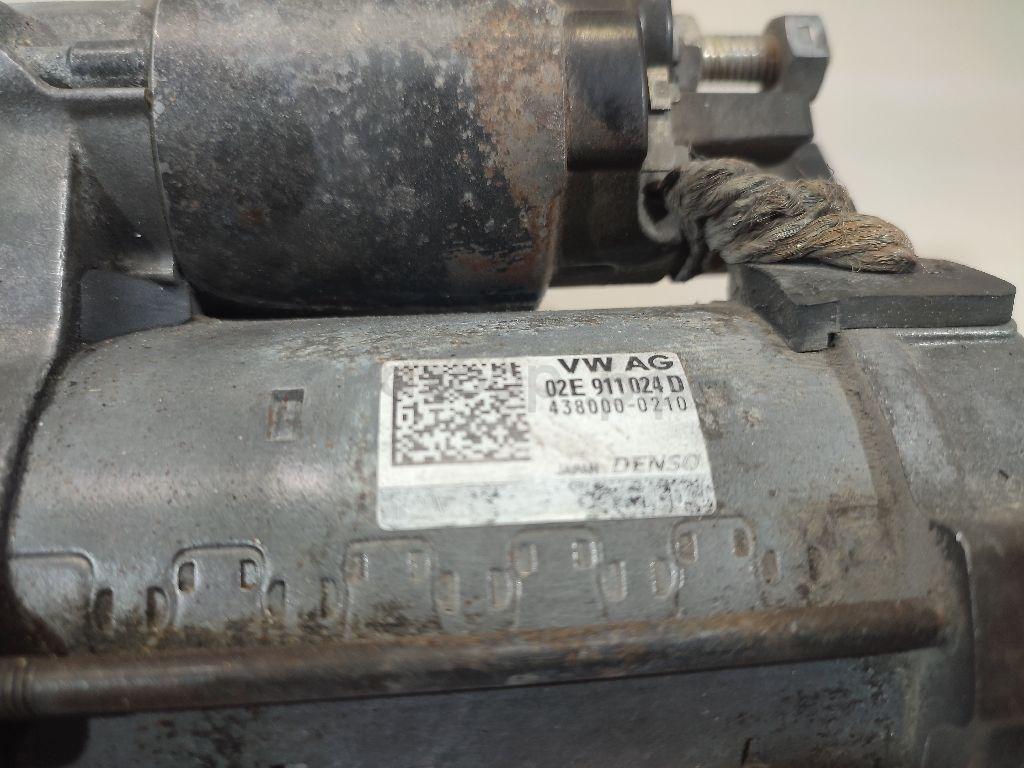 VW AG
02E 911 024 D
438000-0210
JAPAN DENSO